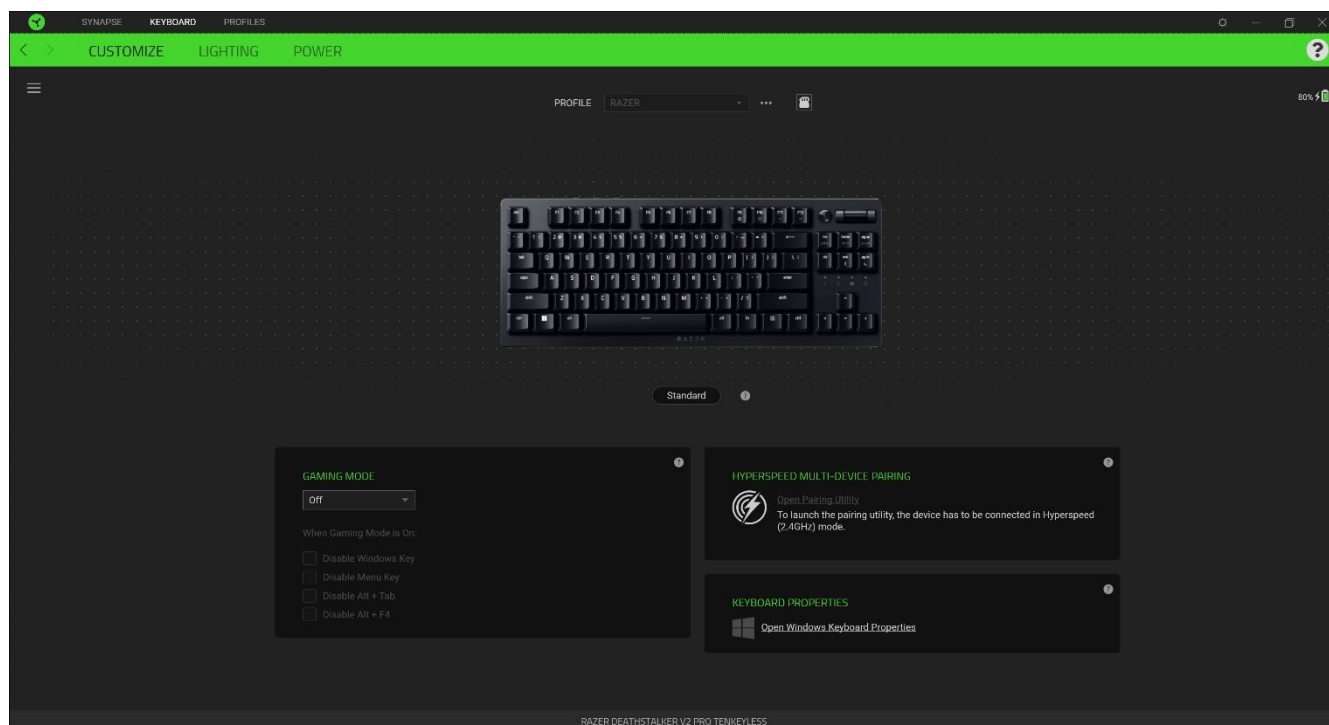 SYNAPSE KEYBOARD PROFILES
CUSTOMIZE LIGHTING POWER
?
PROFILE RAZER
80%
RAZER
Standard ?
GAMING MODE ?
Off
When Gaming Mode is On:
Disable Windows Key
Disable Menu Key
Disable Alt + Tab
Disable Alt + F4
HYPERSPEED MULTI-DEVICE PAIRING ?
Open Pairing Utility
To launch the pairing utility, the device has to be connected in Hyperspeed
(2.4GHz) mode.
KEYBOARD PROPERTIES ?
Open Windows Keyboard Properties
RAZER DEATHSTALKER V2 PRO TENKEYLESS